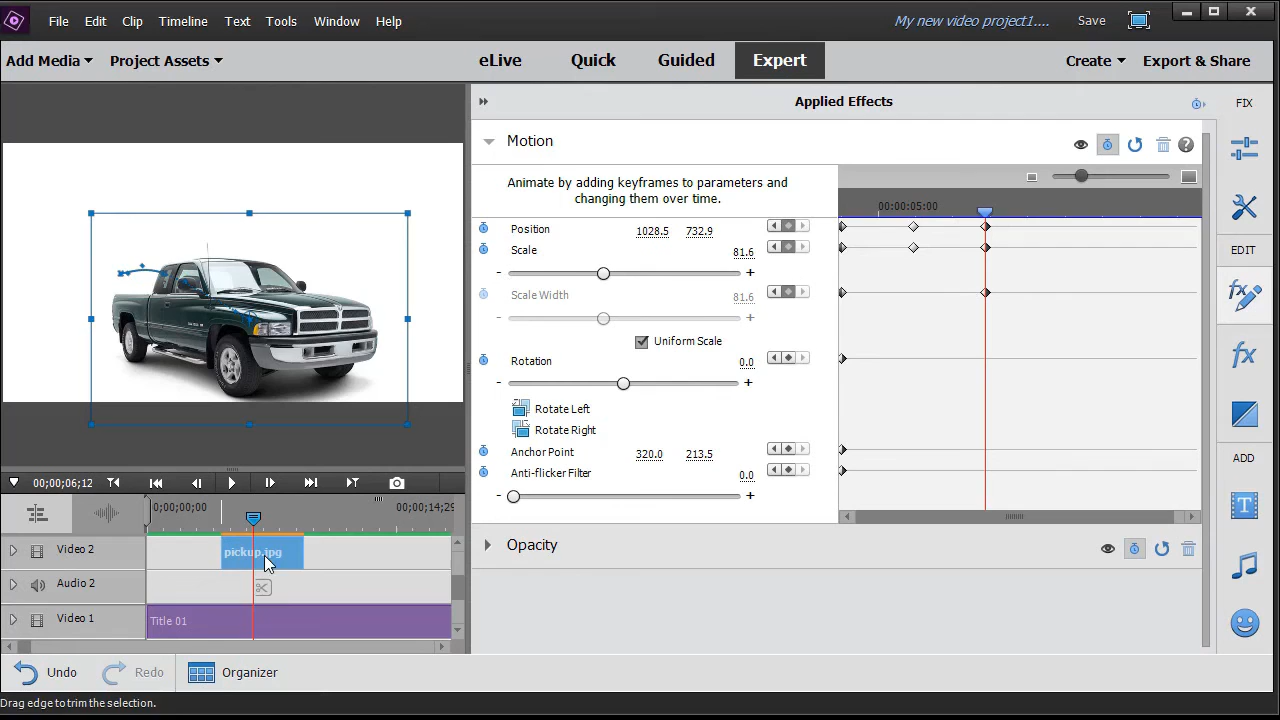 File Edit Clip Timeline Text Tools Window Help My new video project1.... Save
Add Media Project Assets eLive Quick Guided Expert Create Export & Share
Applied Effects FIX
Motion
Animate by adding keyframes to parameters and
changing them over time.
00:00:05:00
Position 1028.5 732.9
Scale
81.6
- +
EDIT
Scale Width 81.6
- +
Uniform Scale
Rotation 0.0
- +
Rotate Left
Rotate Right
Anchor Point 320.0 213.5
ADD
Anti-flicker Filter 0.0
- +
00;00;06;12
0;00;00;00 00;00;14;29
Opacity
Video 2 pickup.jpg
Audio 2
Video 1 Title 01
Undo Redo Organizer
Drag edge to trim the selection.